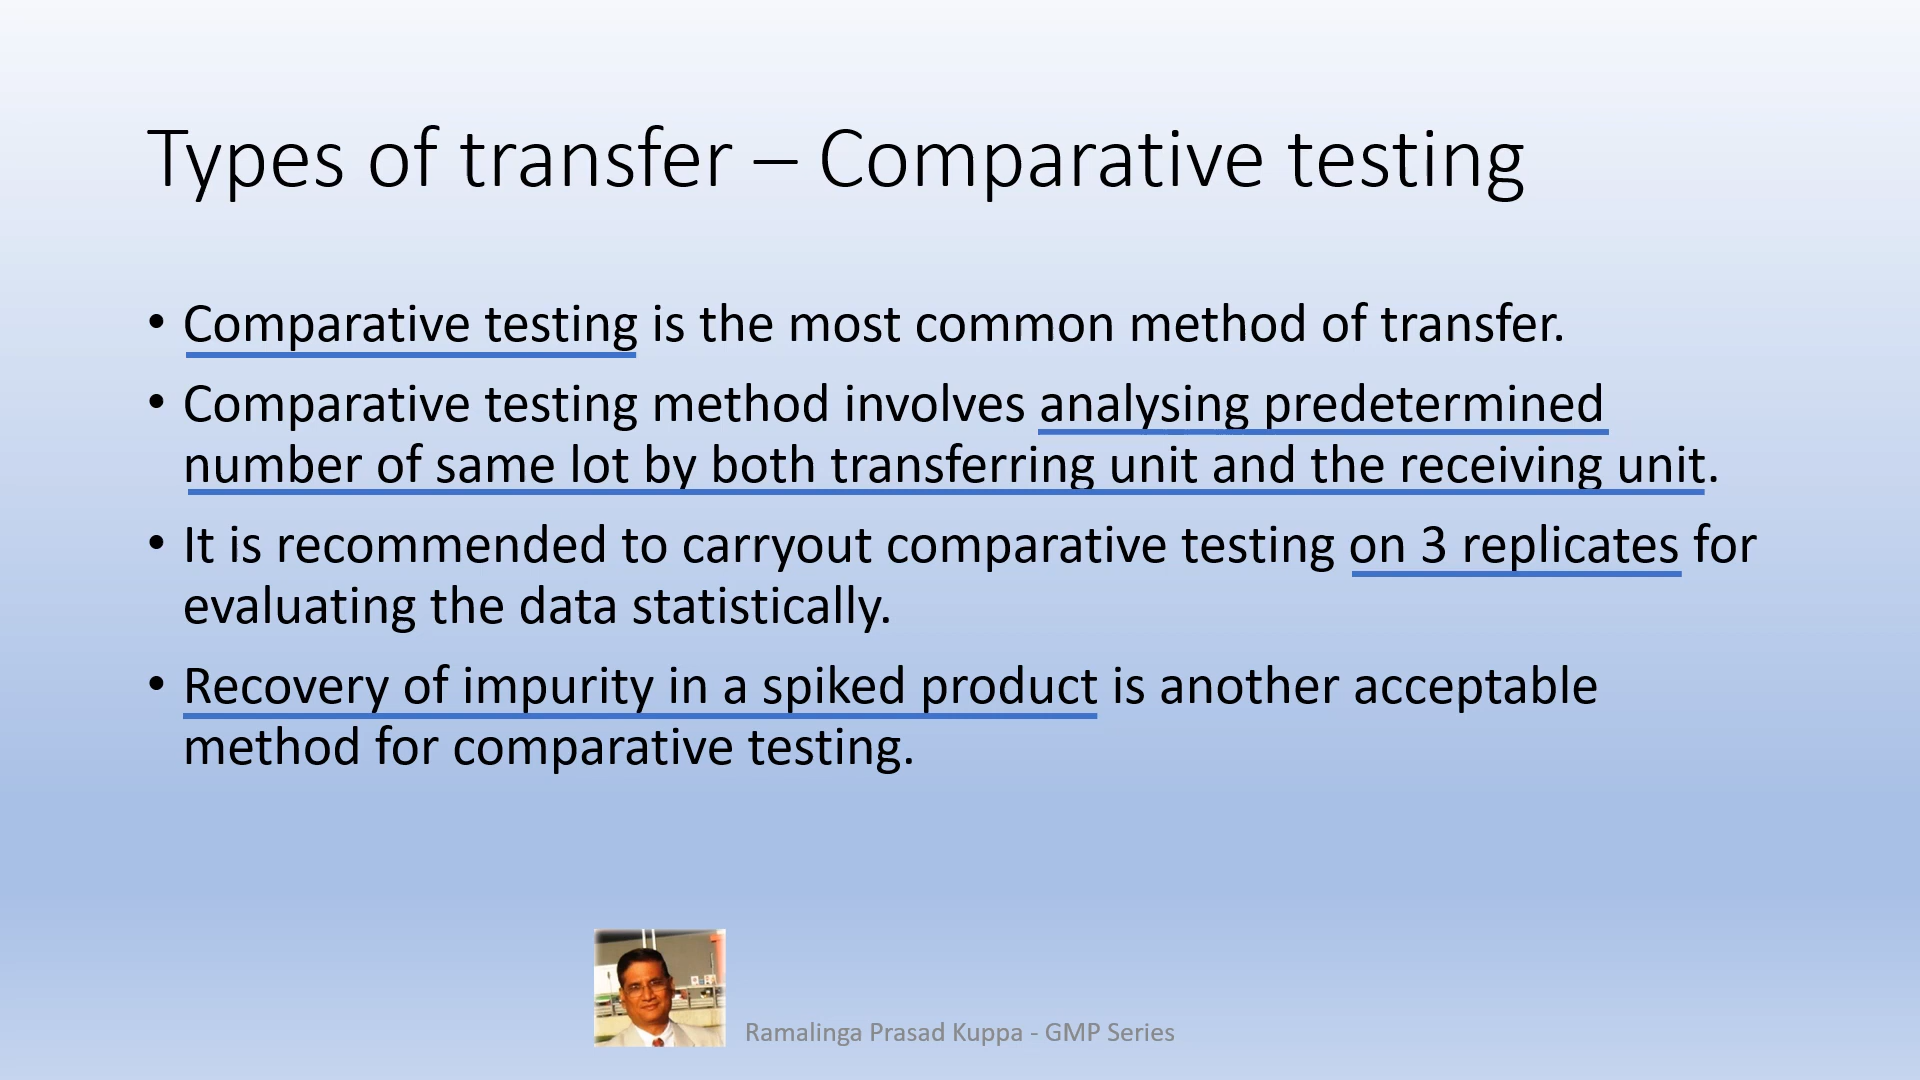 Types of transfer – Comparative testing
• Comparative testing is the most common method of transfer.
• Comparative testing method involves analysing predetermined
number of same lot by both transferring unit and the receiving unit.
• It is recommended to carryout comparative testing on 3 replicates for
evaluating the data statistically.
• Recovery of impurity in a spiked product is another acceptable
method for comparative testing.
Ramalinga Prasad Kuppa - GMP Series